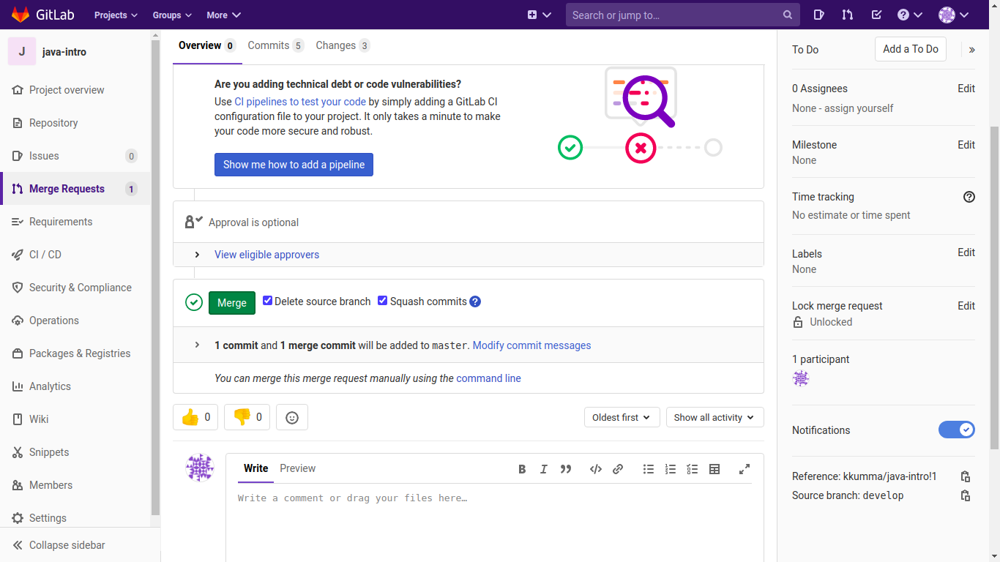 GitLab Projects Groups More Search or jump to...
J java-intro
Project overview
Repository
Issues 0
Merge Requests 1
Requirements
CI / CD
Security & Compliance
Operations
Packages & Registries
Analytics
Wiki
Snippets
Members
Settings
Collapse sidebar
Overview 0 Commits 5 Changes 3
Are you adding technical debt or code vulnerabilities?
Use CI pipelines to test your code by simply adding a GitLab CI
configuration file to your project. It only takes a minute to make
your code more secure and robust.
Show me how to add a pipeline
Approval is optional
View eligible approvers
Merge Delete source branch Squash commits ?
1 commit and 1 merge commit will be added to master. Modify commit messages
You can merge this merge request manually using the command line
0 0 Oldest first Show all activity
Write Preview
Write a comment or drag your files here…
To Do Add a To Do
0 Assignees Edit
None - assign yourself
Milestone Edit
None
Time tracking
No estimate or time spent
Labels Edit
None
Lock merge request Edit
Unlocked
1 participant
Notifications
Reference: kkumma/java-intro!1
Source branch: develop